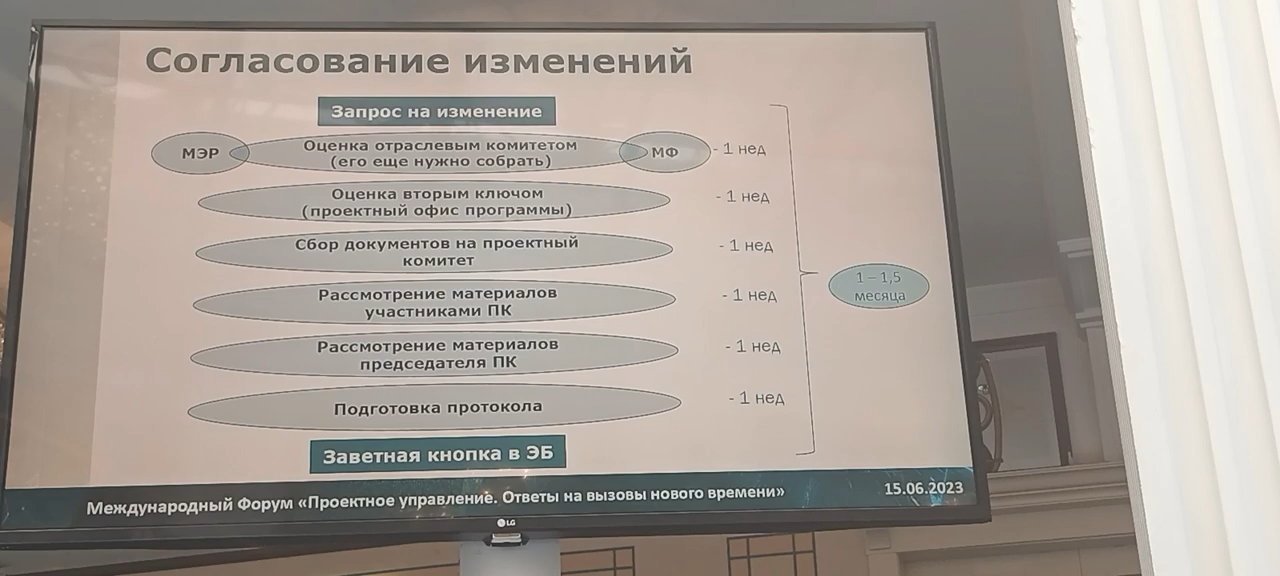 Согласование изменений
Запрос на изменение
МЭР
Оценка отраслевым комитетом
(его еще нужно собрать)
МФ
- 1 нед
Оценка вторым ключом
(проектный офис программы)
- 1 нед
Сбор документов на проектный
комитет
- 1 нед
Рассмотрение материалов
участниками ПК
- 1 нед
Рассмотрение материалов
председателя ПК
- 1 нед
Подготовка протокола
- 1 нед
1 – 1,5
месяца
Заветная кнопка в ЭБ
Международный Форум «Проектное управление. Ответы на вызовы нового времени»
15.06.2023
LG